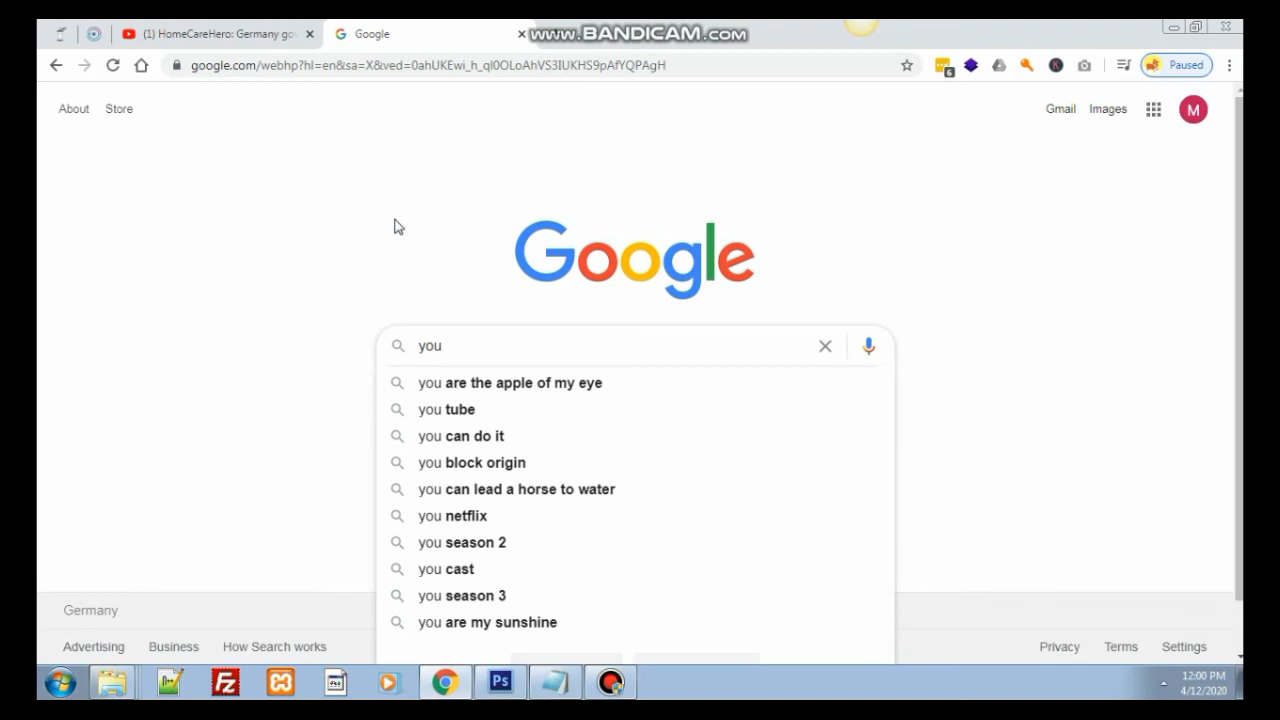 (1) HomeCareHero: Germany go
Google
www.BANDICAM.com
google.com/webhp?hl=en&sa=X&ved=0ahUKEwi_h_ql0OLoAhVS3IUKHS9pAfYQPAgH
6
K
Paused
About Store
Gmail Images
M
Google
you
you are the apple of my eye
you tube
you can do it
you block origin
you can lead a horse to water
you netflix
you season 2
you cast
you season 3
you are my sunshine
Germany
Advertising Business How Search works
Privacy Terms Settings
Fz
Ps
12:00 PM
4/12/2020